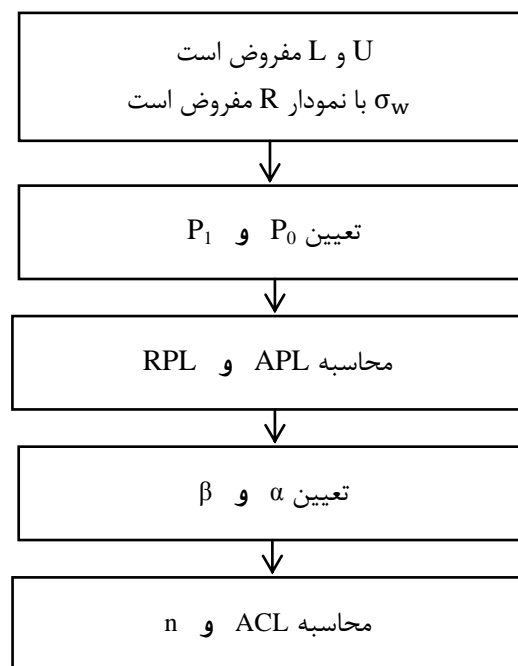 U و L مفروض است
σw با نمودار R مفروض است
تعیین P0 و P1
محاسبه APL و RPL
تعیین α و β
محاسبه ACL و n